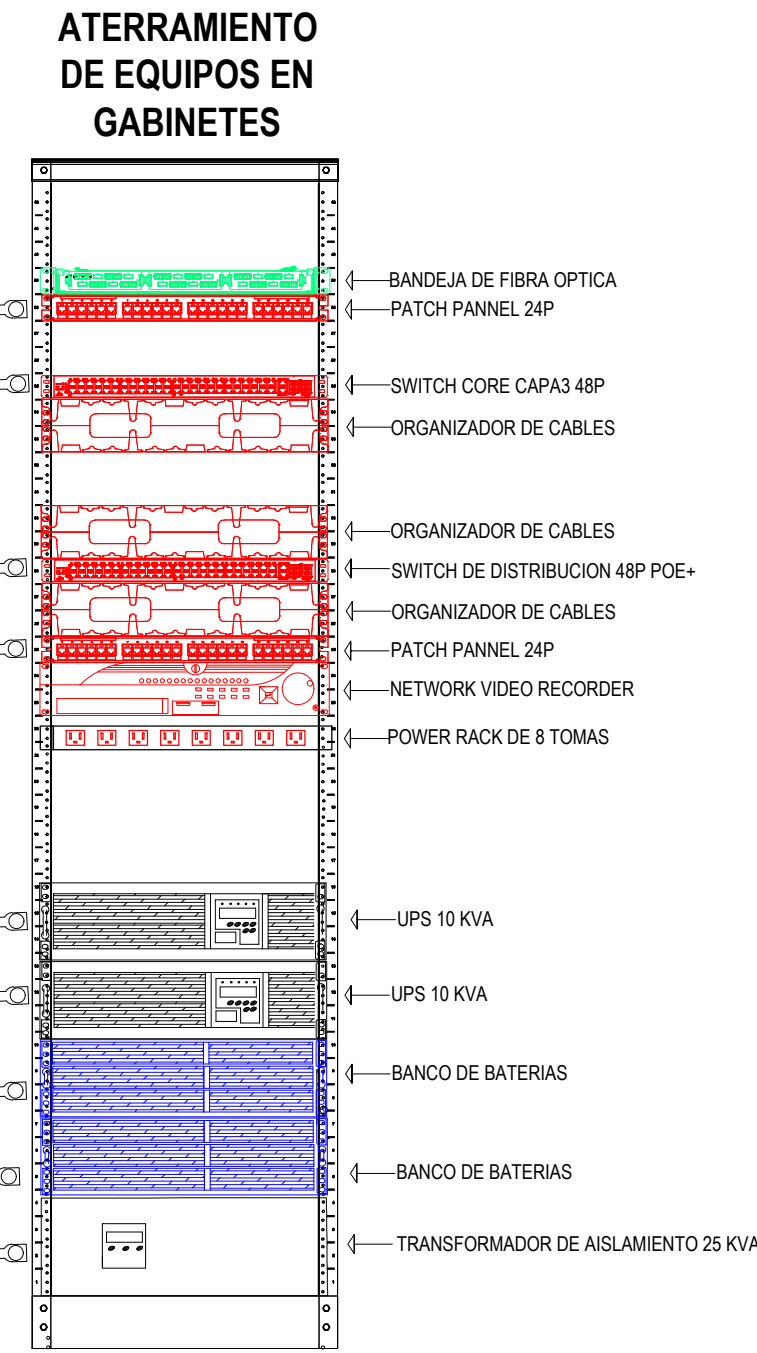 ATERRAMIENTO
DE EQUIPOS EN
GABINETES
BANDEJA DE FIBRA OPTICA
PATCH PANNEL 24P
SWITCH CORE CAPA3 48P
ORGANIZADOR DE CABLES
ORGANIZADOR DE CABLES
SWITCH DE DISTRIBUCION 48P POE+
ORGANIZADOR DE CABLES
PATCH PANNEL 24P
NETWORK VIDEO RECORDER
POWER RACK DE 8 TOMAS
UPS 10 KVA
UPS 10 KVA
BANCO DE BATERIAS
BANCO DE BATERIAS
TRANSFORMADOR DE AISLAMIENTO 25 KVA